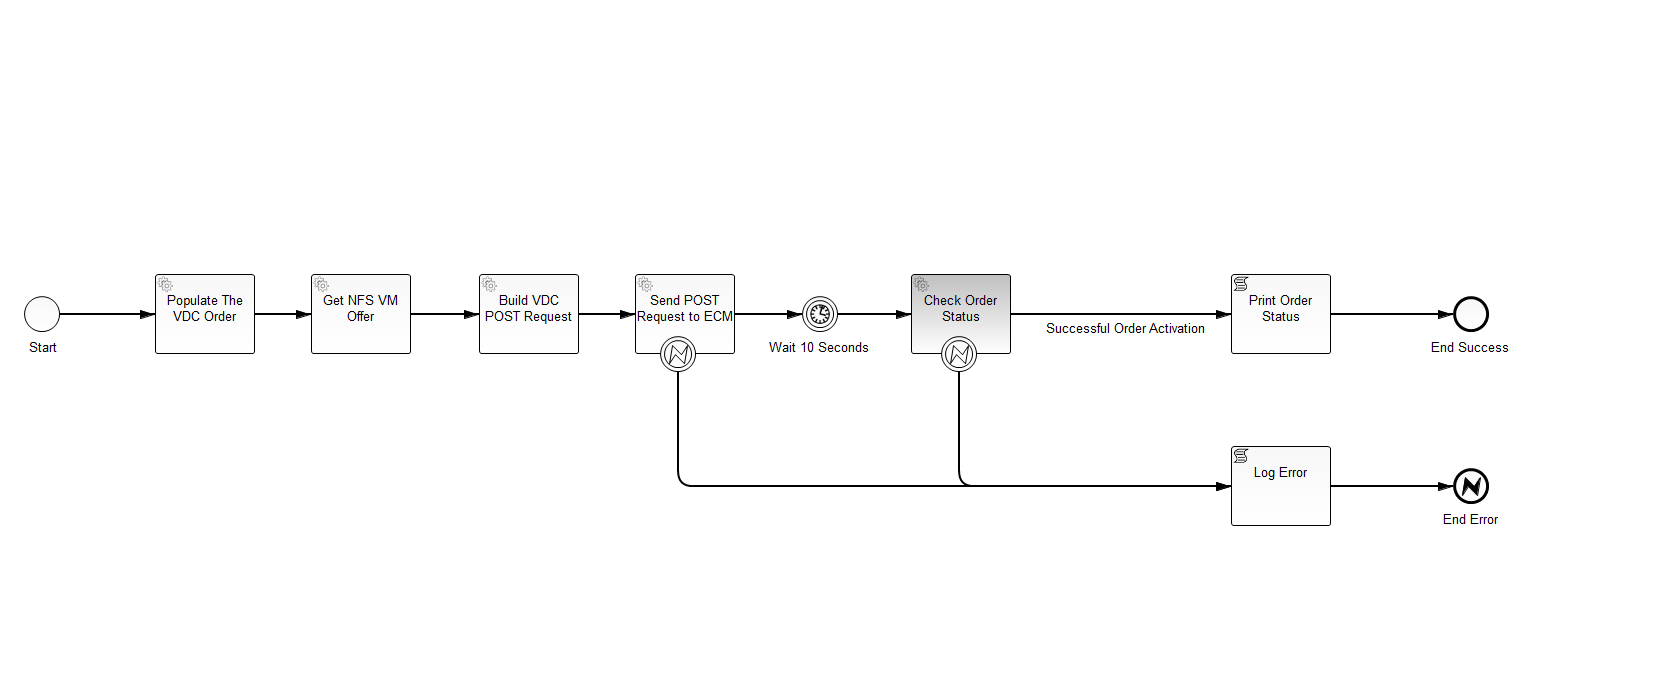 Start
Populate The
VDC Order
Get NFS VM
Offer
Build VDC
POST Request
Send POST
Request to ECM
Wait 10 Seconds
Check Order
Status
Successful Order Activation
Print Order
Status
End Success
Log Error
End Error